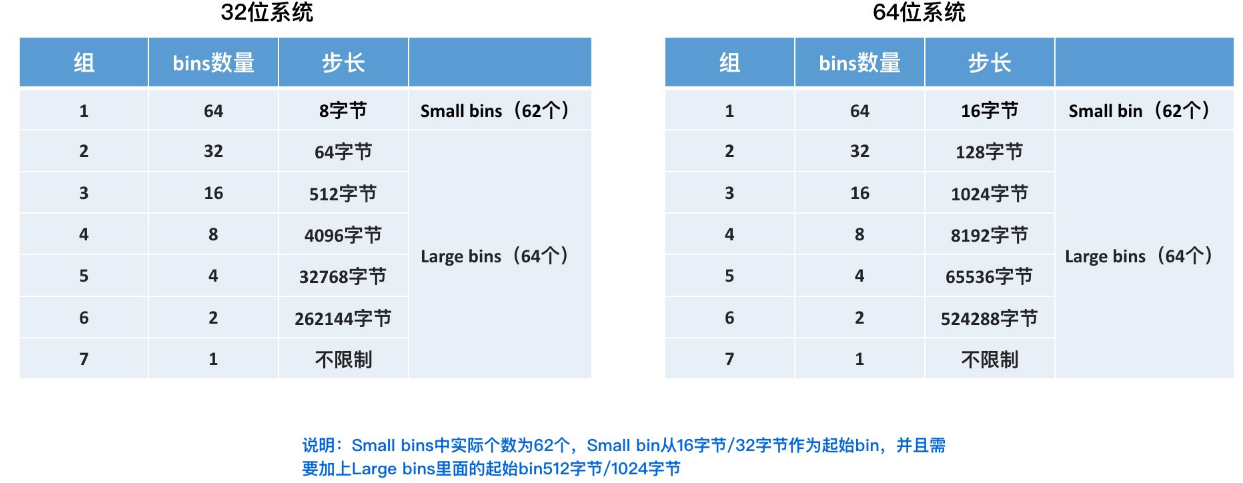 32位系统
组 bins数量 步长
1 64 8字节 Small bins（62个）
2 32 64字节
3 16 512字节
4 8 4096字节
Large bins（64个）
5 4 32768字节
6 2 262144字节
7 1 不限制
64位系统
组 bins数量 步长
1 64 16字节 Small bin（62个）
2 32 128字节
3 16 1024字节
4 8 8192字节
Large bins（64个）
5 4 65536字节
6 2 524288字节
7 1 不限制
说明：Small bins中实际个数为62个，Small bin从16字节/32字节作为起始bin，并且需
要加上Large bins里面的起始bin512字节/1024字节